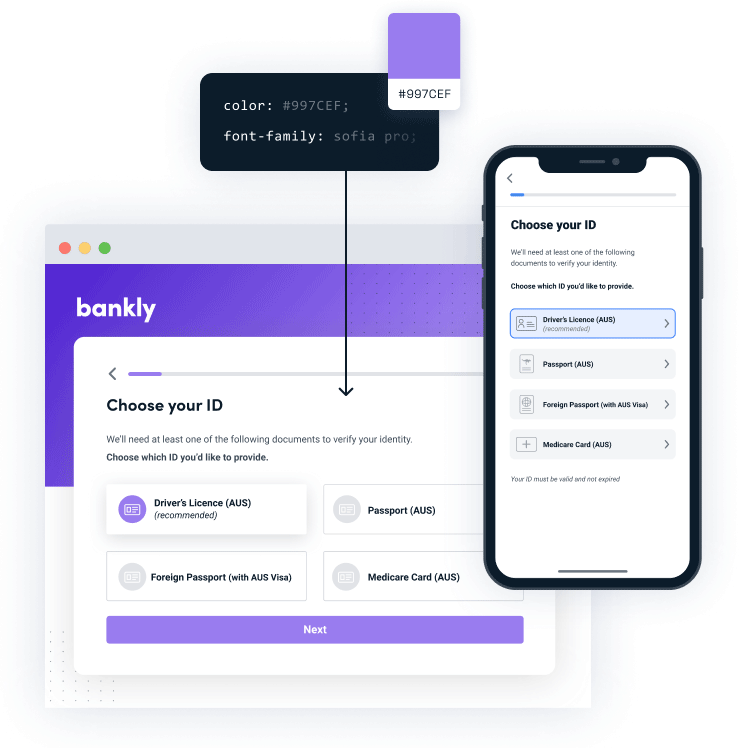 #997CEF
color: #997CEF;
font-family: sofia pro;
bankly
Choose your ID
We'll need at least one of the following documents to verify your identity.
Choose which ID you'd like to provide.
Driver's Licence (AUS)
(recommended)
Passport (AUS)
Foreign Passport (with AUS Visa)
Medicare Card (AUS)
Next
Choose your ID
We'll need at least one of the following
documents to verify your identity.
Choose which ID you'd like to provide.
Driver's Licence (AUS)
(recommended)
Passport (AUS)
Foreign Passport (with AUS Visa)
Medicare Card (AUS)
Your ID must be valid and not expired